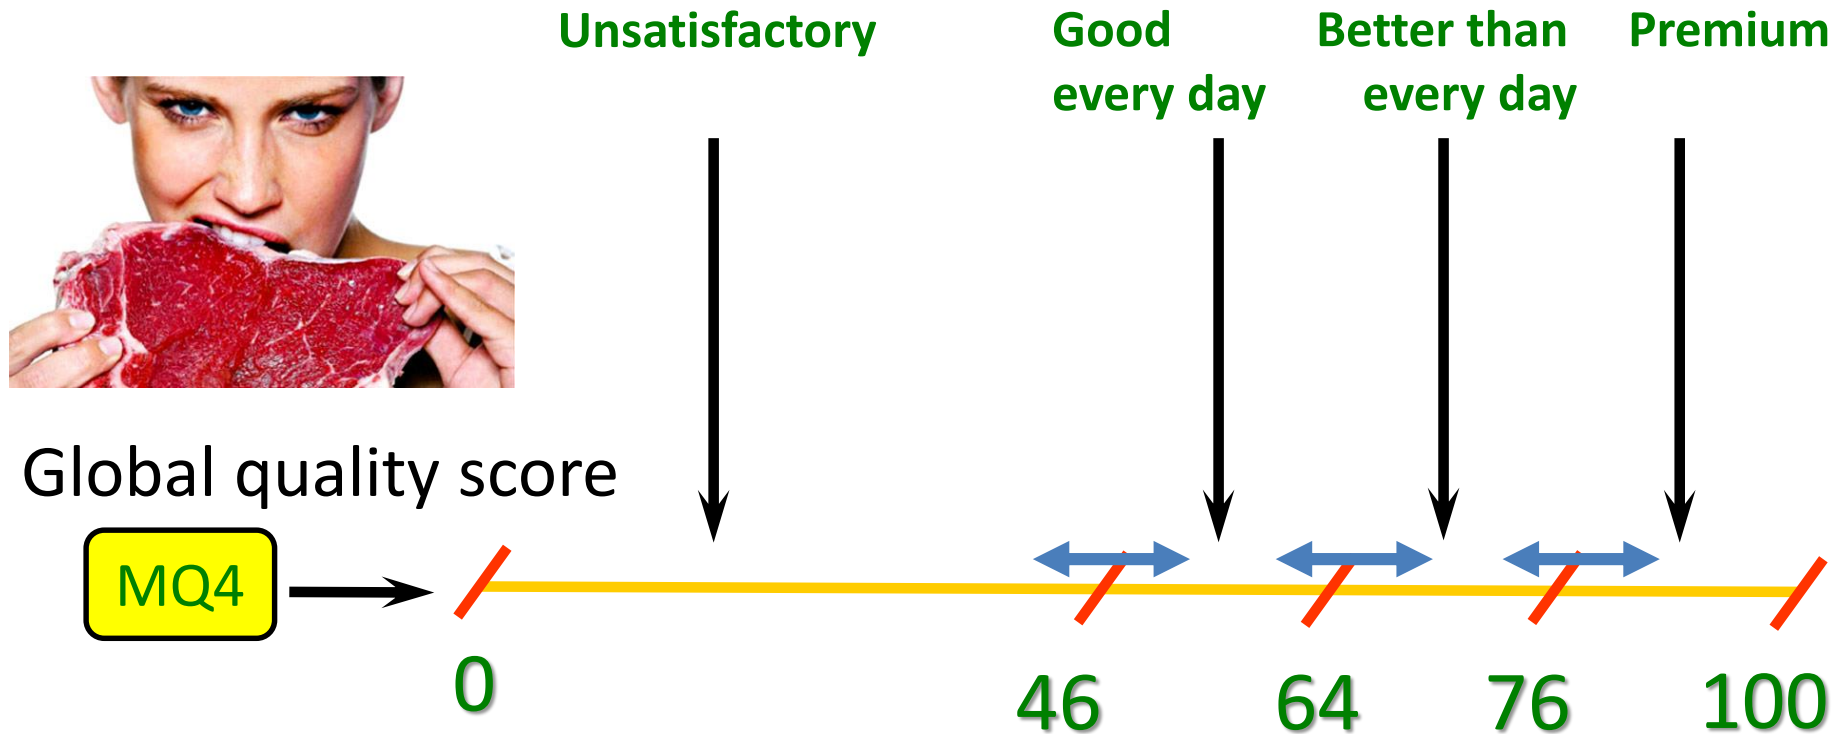 Unsatisfactory
Good
every day
Better than
every day
Premium
Global quality score
MQ4
0
46
64
76
100